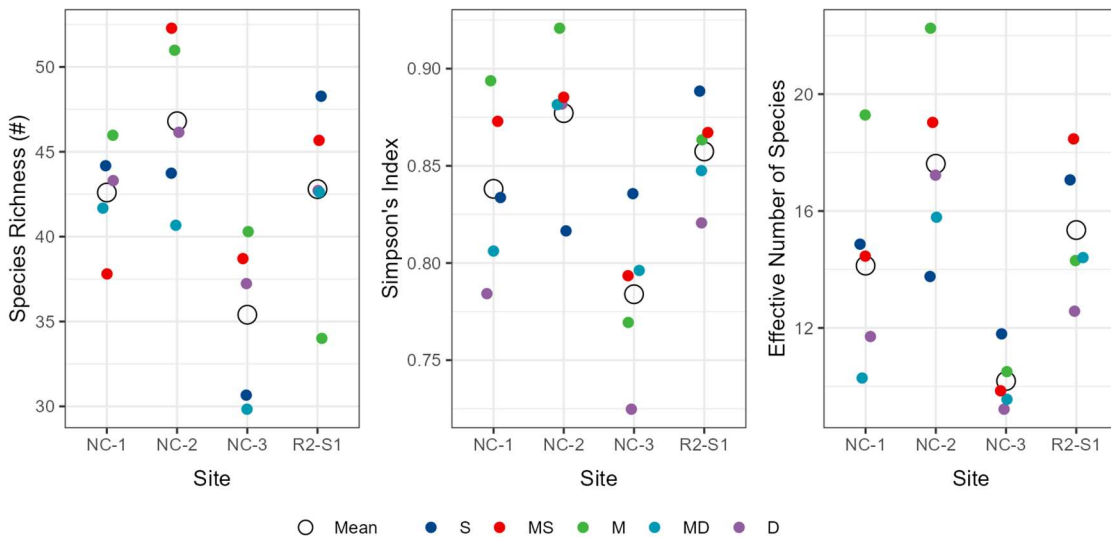 Species Richness (#)
50
45
40
35
30
NC-1 NC-2 NC-3 R2-S1
Site
Simpson's Index
0.90
0.85
0.80
0.75
NC-1 NC-2 NC-3 R2-S1
Site
Effective Number of Species
20
16
12
NC-1 NC-2 NC-3 R2-S1
Site
Mean S MS M MD D